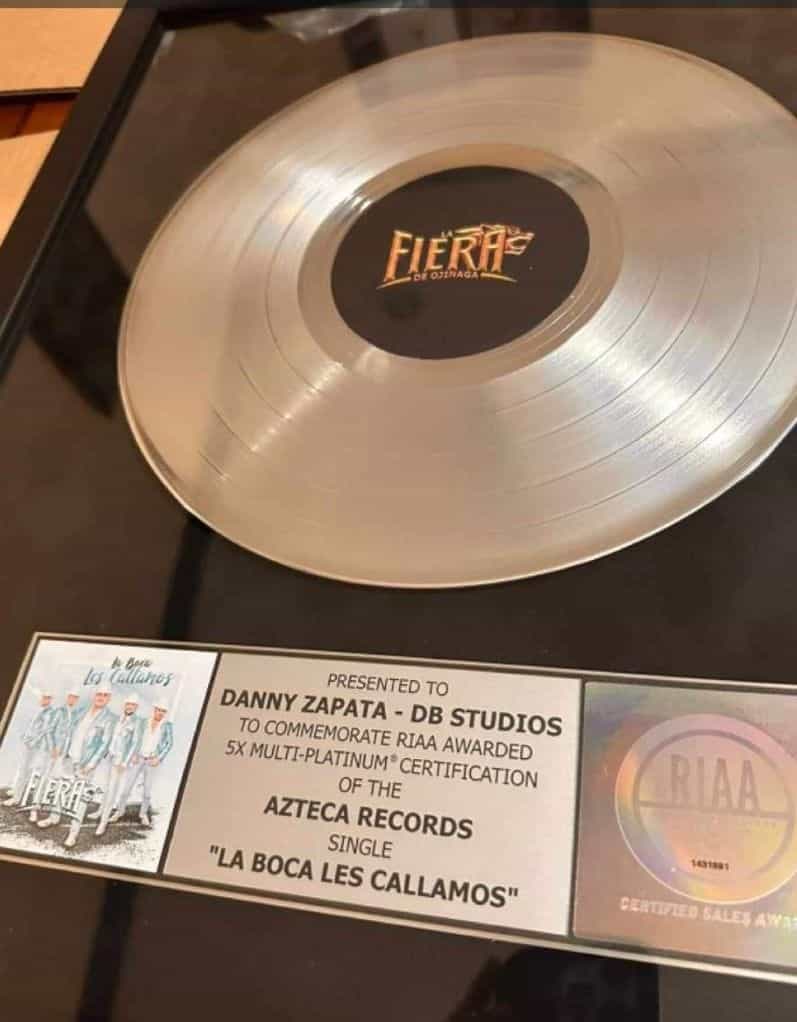 LA
FIERA
DE OJINAGA
La Boca
Les Callamos
FIERA
PRESENTED TO
DANNY ZAPATA - DB STUDIOS
TO COMMEMORATE RIAA AWARDED
5X MULTI-PLATINUM® CERTIFICATION
OF THE
AZTECA RECORDS
SINGLE
"LA BOCA LES CALLAMOS"
RIAA
1431881
CERTIFIED SALES AWA